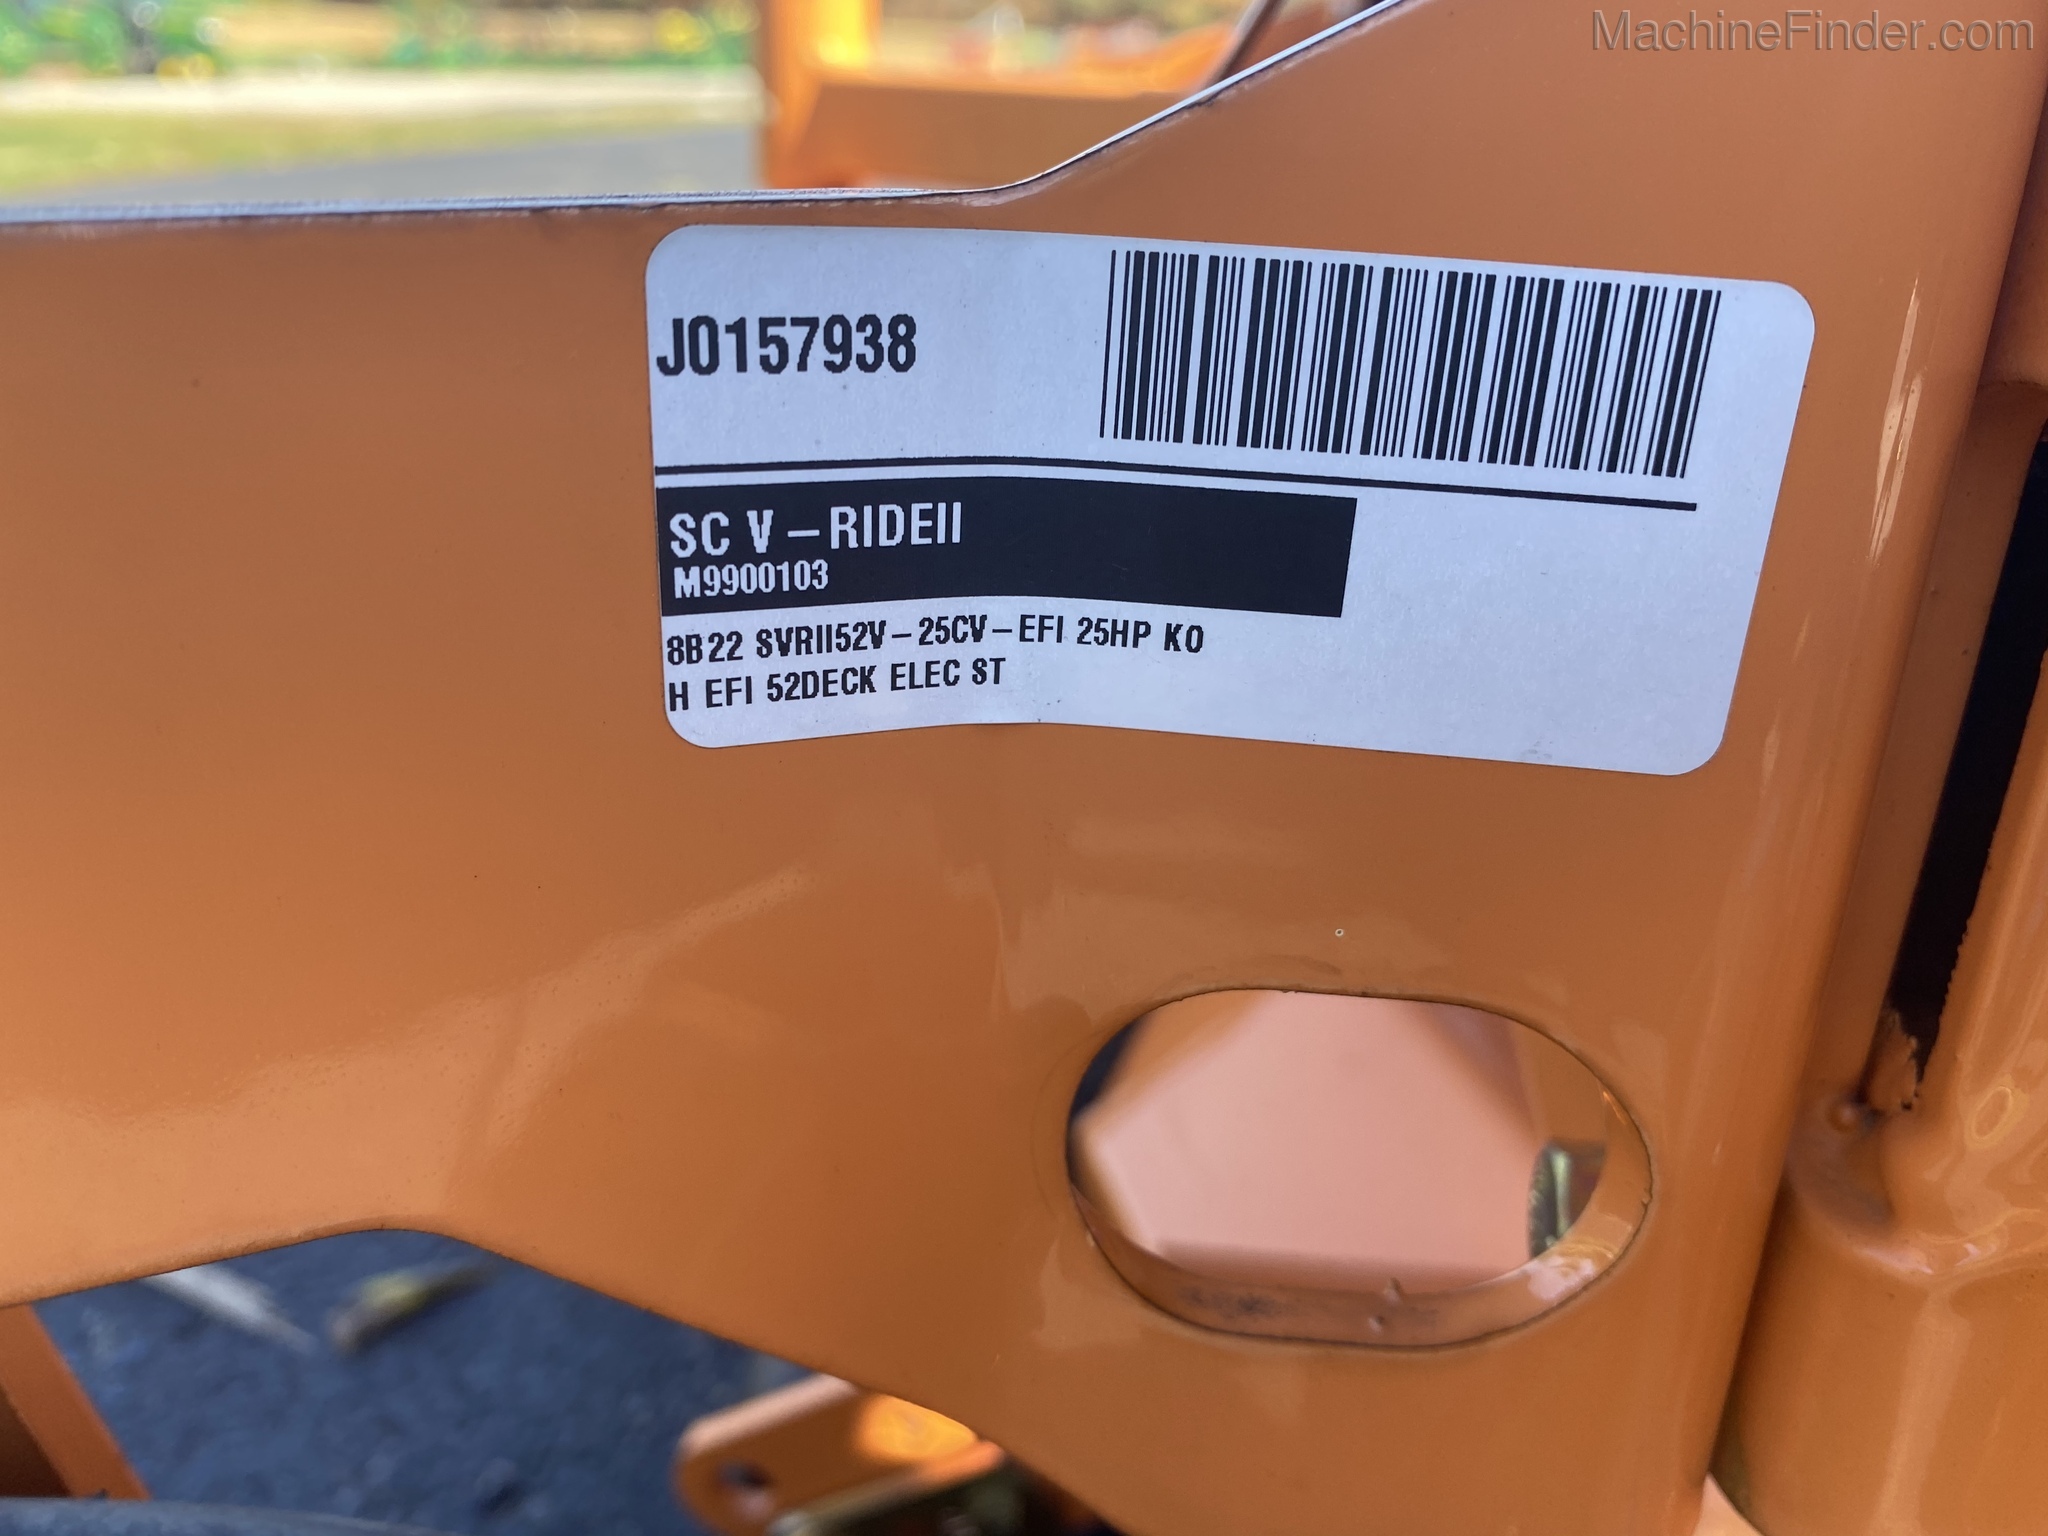 MachineFinder.com
J0157938
SC V-RIDEII
M9900103
8B22 SVRII52V-25CV-EFI 25HP KO
H EFI 52DECK ELEC ST